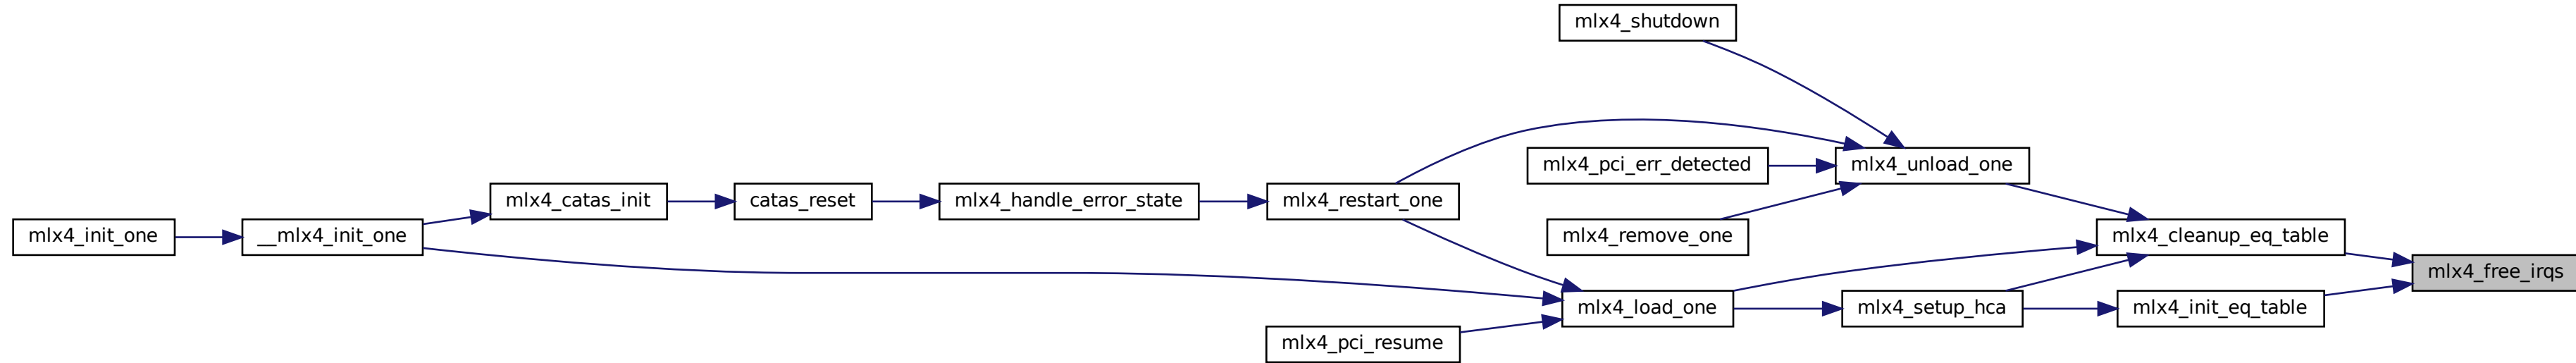 mlx4_shutdown
mlx4_pci_err_detected
mlx4_unload_one
mlx4_catas_init
catas_reset
mlx4_handle_error_state
mlx4_restart_one
mlx4_init_one
__mlx4_init_one
mlx4_remove_one
mlx4_cleanup_eq_table
mlx4_free_irqs
mlx4_load_one
mlx4_setup_hca
mlx4_init_eq_table
mlx4_pci_resume